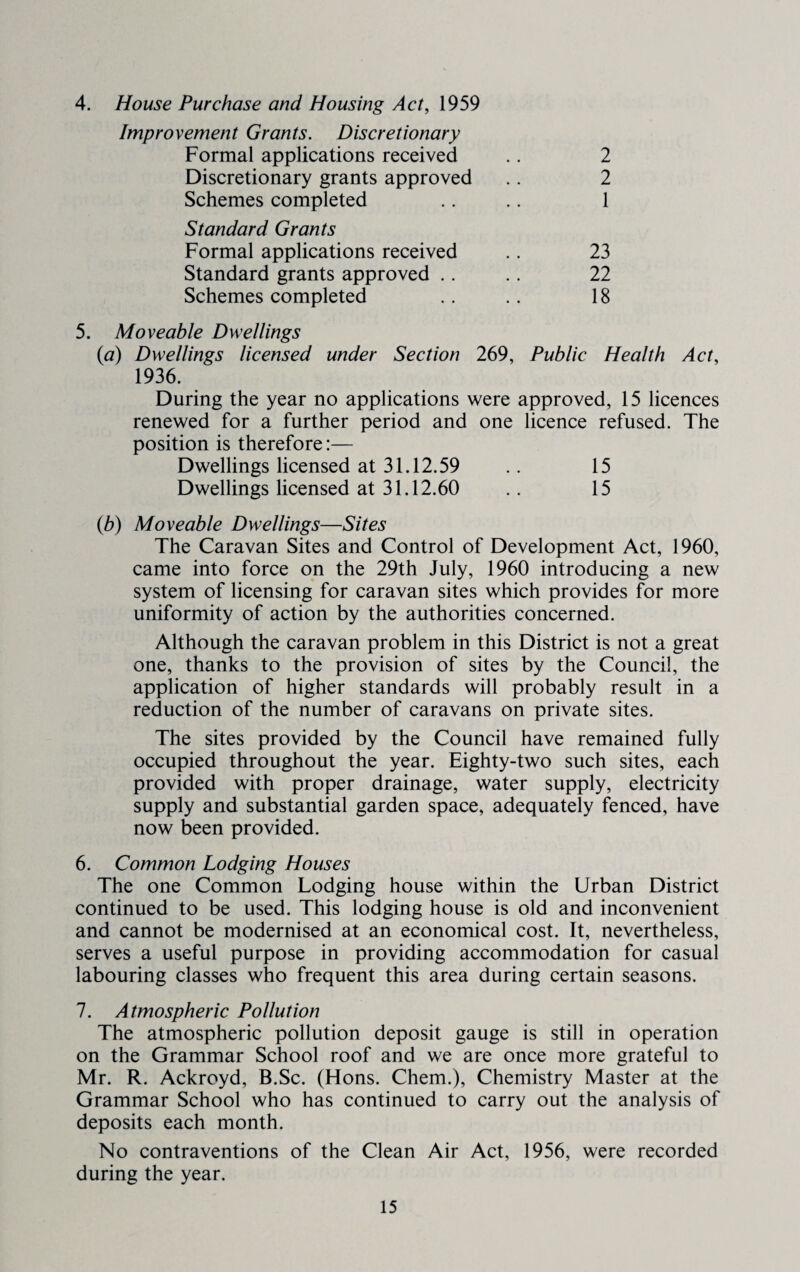 4. House Purchase and Housing Act, 1959
Improvement Grants. Discretionary
Formal applications received . . 2
Discretionary grants approved . . 2
Schemes completed . . . . 1
Standard Grants
Formal applications received . . 23
Standard grants approved . . . . 22
Schemes completed . . . . 18
5. Moveable Dwellings
(a) Dwellings licensed under Section 269, Public Health Act,
1936.
During the year no applications were approved, 15 licences
renewed for a further period and one licence refused. The
position is therefore:—
Dwellings licensed at 31.12.59 . . 15
Dwellings licensed at 31.12.60 . . 15
(b) Moveable Dwellings—Sites
The Caravan Sites and Control of Development Act, 1960,
came into force on the 29th July, 1960 introducing a new
system of licensing for caravan sites which provides for more
uniformity of action by the authorities concerned.
Although the caravan problem in this District is not a great
one, thanks to the provision of sites by the Council, the
application of higher standards will probably result in a
reduction of the number of caravans on private sites.
The sites provided by the Council have remained fully
occupied throughout the year. Eighty-two such sites, each
provided with proper drainage, water supply, electricity
supply and substantial garden space, adequately fenced, have
now been provided.
6. Common Lodging Houses
The one Common Lodging house within the Urban District
continued to be used. This lodging house is old and inconvenient
and cannot be modernised at an economical cost. It, nevertheless,
serves a useful purpose in providing accommodation for casual
labouring classes who frequent this area during certain seasons.
7. Atmospheric Pollution
The atmospheric pollution deposit gauge is still in operation
on the Grammar School roof and we are once more grateful to
Mr. R. Ackroyd, B.Sc. (Hons. Chem.), Chemistry Master at the
Grammar School who has continued to carry out the analysis of
deposits each month.
No contraventions of the Clean Air Act, 1956, were recorded
during the year.
15